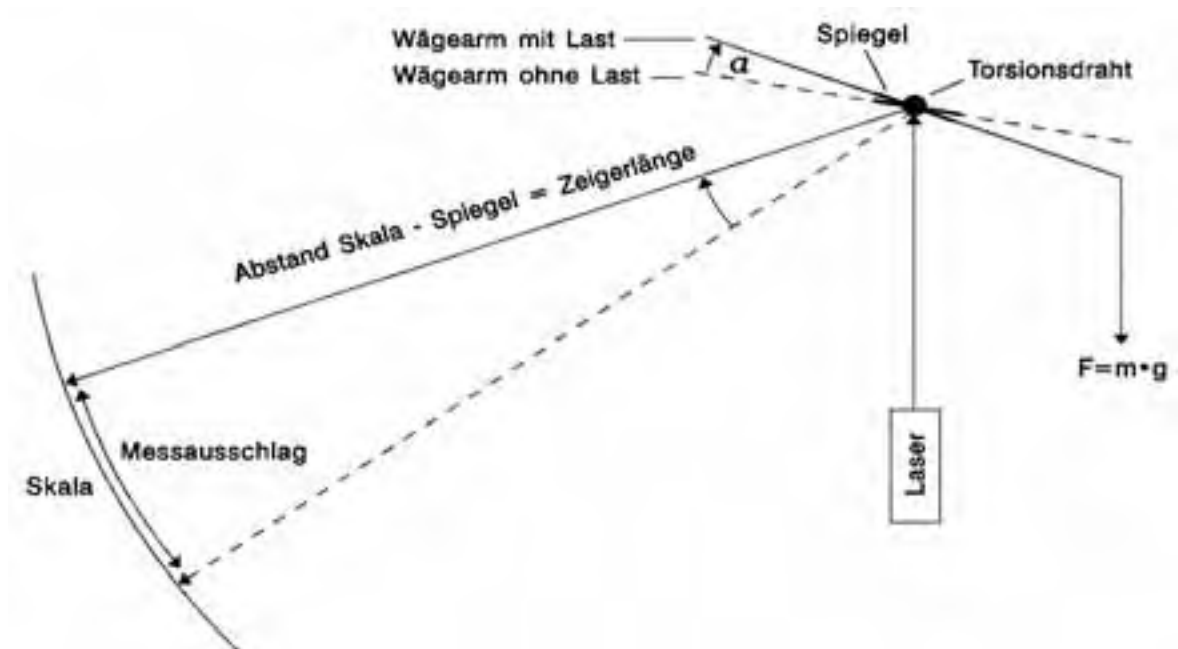 Wägearm mit Last
Spiegel
a
Wägearm ohne Last
Torsionsdraht
Abstand Skala - Spiegel = Zeigerlänge
F=m•g
Messausschlag
Skala
Laser